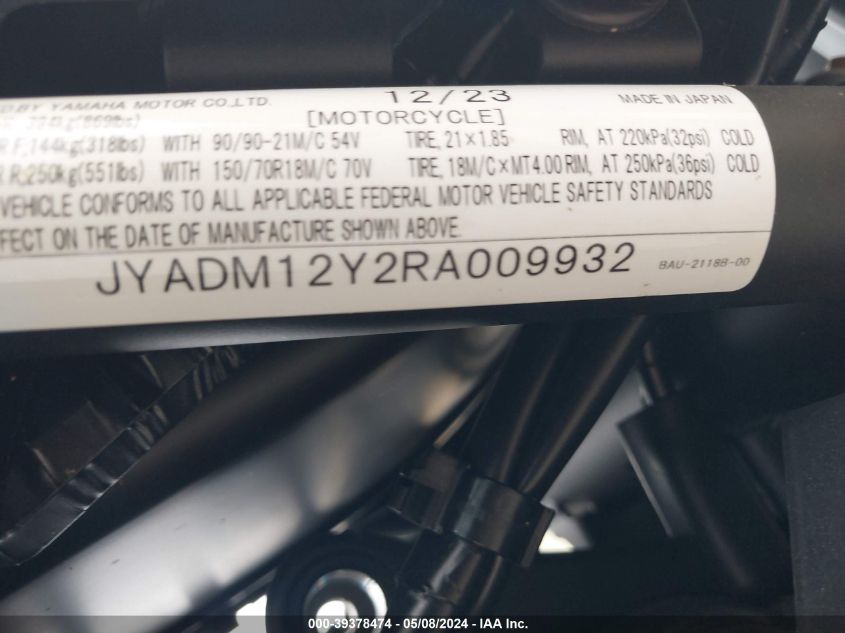 BY YAMAHA MOTOR CO.,LTD. 12/23 MADE IN JAPAN
394kg(869lbs) [MOTORCYCLE]
F, 144kg(318lbs) WITH 90/90-21M/C 54V TIRE, 21×1.85 RIM, AT 220kPa(32psi) COLD
R, 250kg(551lbs) WITH 150/70R18M/C 70V TIRE, 18M/C×MT4.00 RIM, AT 250kPa(36psi) COLD
VEHICLE CONFORMS TO ALL APPLICABLE FEDERAL MOTOR VEHICLE SAFETY STANDARDS
FFECT ON THE DATE OF MANUFACTURE SHOWN ABOVE.
JYADM12Y2RA009932 BAU-2118B-00
000-39378474 - 05/08/2024 - IAA Inc.